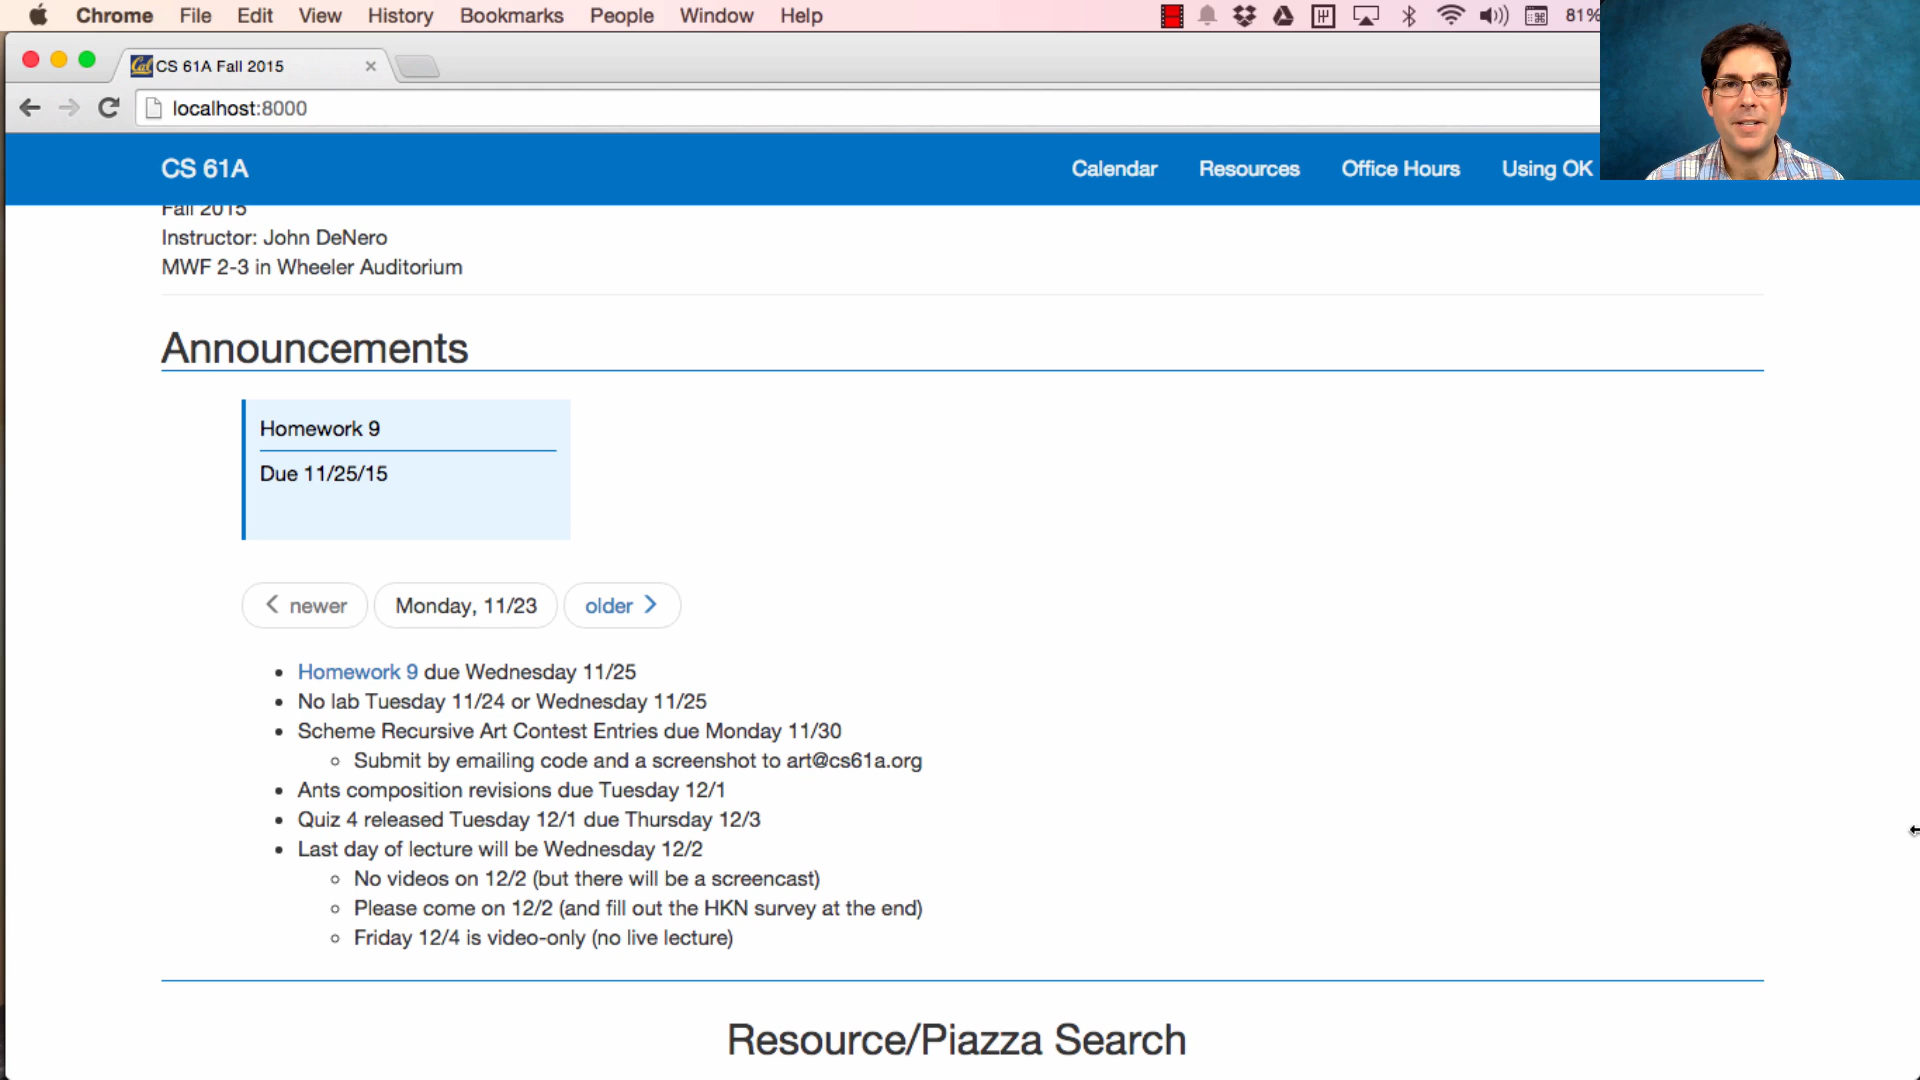 Chrome File Edit View History Bookmarks People Window Help 81%
Cal CS 61A Fall 2015
localhost:8000
CS 61A Calendar Resources Office Hours Using OK
Fall 2015
Instructor: John DeNero
MWF 2-3 in Wheeler Auditorium
Announcements
Homework 9
Due 11/25/15
newer Monday, 11/23 older
• Homework 9 due Wednesday 11/25
• No lab Tuesday 11/24 or Wednesday 11/25
• Scheme Recursive Art Contest Entries due Monday 11/30
◦ Submit by emailing code and a screenshot to art@cs61a.org
• Ants composition revisions due Tuesday 12/1
• Quiz 4 released Tuesday 12/1 due Thursday 12/3
• Last day of lecture will be Wednesday 12/2
◦ No videos on 12/2 (but there will be a screencast)
◦ Please come on 12/2 (and fill out the HKN survey at the end)
◦ Friday 12/4 is video-only (no live lecture)
Resource/Piazza Search